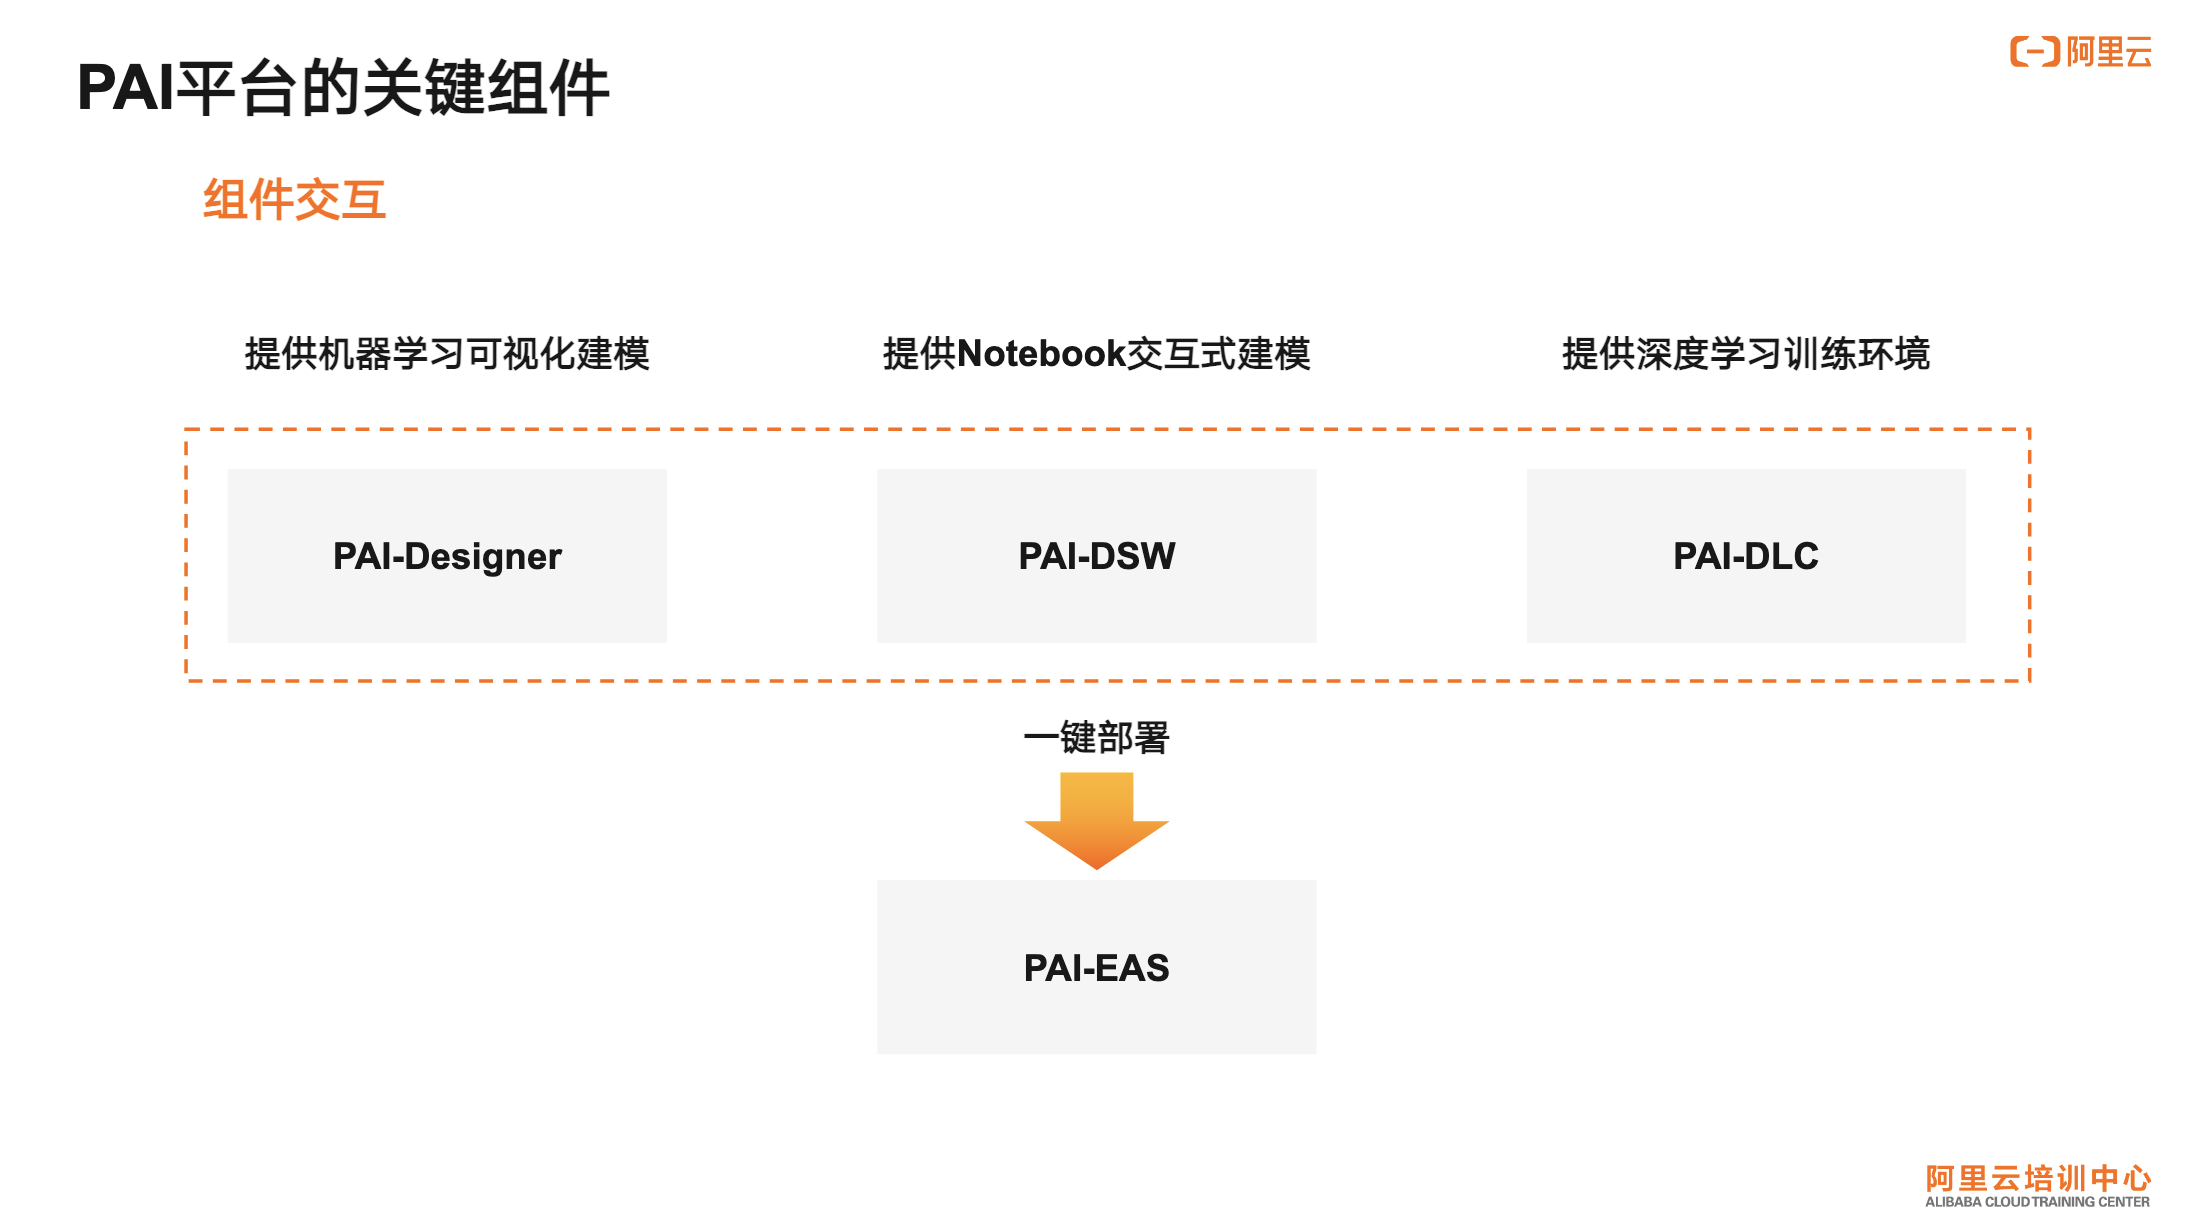 PAI平台的关键组件
阿里云
组件交互
提供机器学习可视化建模
提供Notebook交互式建模
提供深度学习训练环境
PAI-Designer
PAI-DSW
PAI-DLC
一键部署
PAI-EAS
阿里云培训中心
ALIBABA CLOUD TRAINING CENTER